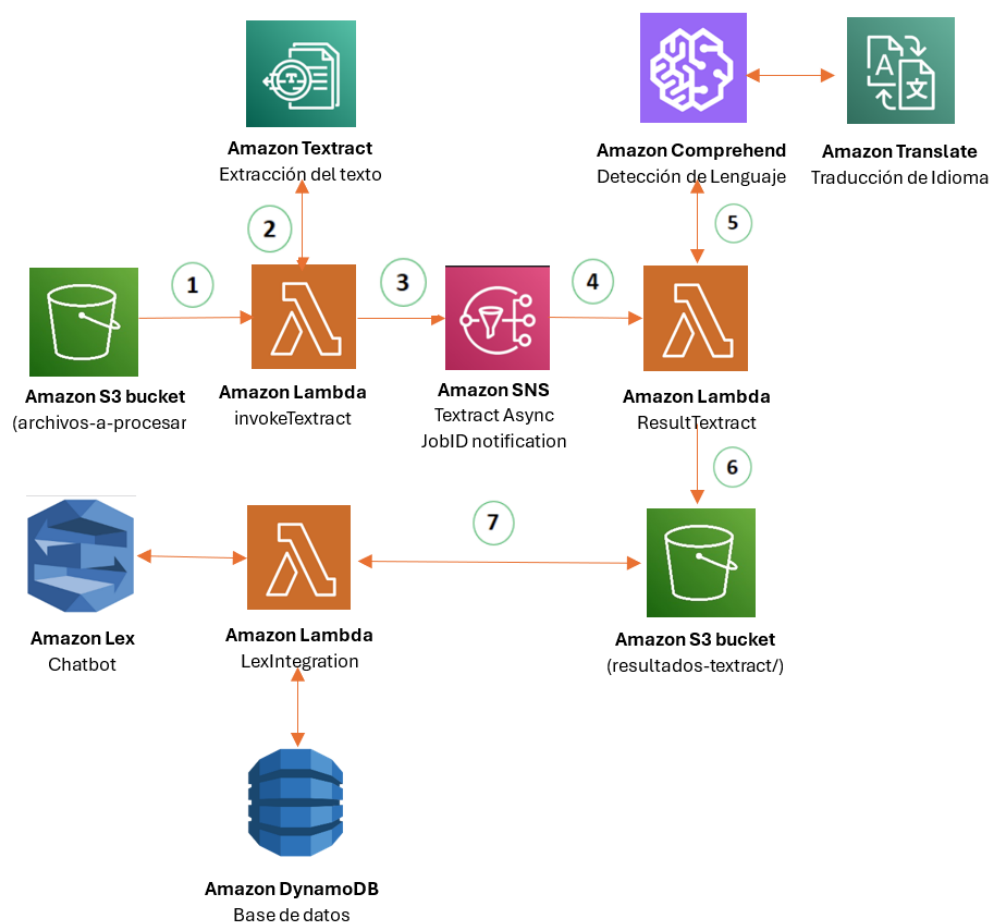 Amazon Textract
Extracción del texto
Amazon Comprehend
Detección de Lenguaje
Amazon Translate
Traducción de Idioma
A
文
T
2
5
1
3
4
Amazon S3 bucket
(archivos-a-procesar
Amazon Lambda
invokeTextract
Amazon SNS
Textract Async
JobID notification
Amazon Lambda
ResultTextract
6
7
Amazon Lex
Chatbot
Amazon Lambda
LexIntegration
Amazon S3 bucket
(resultados-textract/)
Amazon DynamoDB
Base de datos